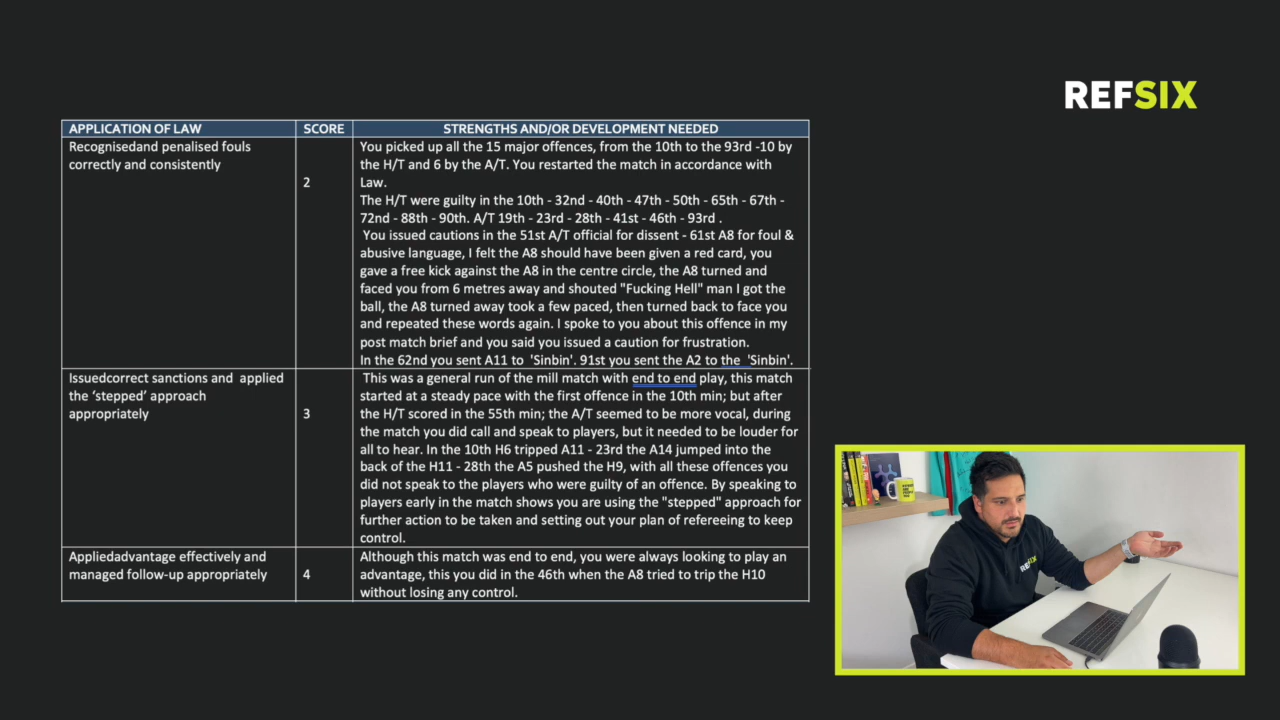 REFSIX
APPLICATION OF LAW SCORE STRENGTHS AND/OR DEVELOPMENT NEEDED
Recognisedand penalised fouls
correctly and consistently
2
You picked up all the 15 major offences, from the 10th to the 93rd -10 by
the H/T and 6 by the A/T. You restarted the match in accordance with
Law.
The H/T were guilty in the 10th - 32nd - 40th - 47th - 50th - 65th - 67th -
72nd - 88th - 90th. A/T 19th - 23rd - 28th - 41st - 46th - 93rd .
You issued cautions in the 51st A/T official for dissent - 61st A8 for foul &
abusive language, I felt the A8 should have been given a red card, you
gave a free kick against the A8 in the centre circle, the A8 turned and
faced you from 6 metres away and shouted "Fucking Hell" man I got the
ball, the A8 turned away took a few paced, then turned back to face you
and repeated these words again. I spoke to you about this offence in my
post match brief and you said you issued a caution for frustration.
In the 62nd you sent A11 to 'Sinbin'. 91st you sent the A2 to the 'Sinbin'.
Issuedcorrect sanctions and applied
the ‘stepped’ approach
appropriately
3
This was a general run of the mill match with end to end play, this match
started at a steady pace with the first offence in the 10th min; but after
the H/T scored in the 55th min; the A/T seemed to be more vocal, during
the match you did call and speak to players, but it needed to be louder for
all to hear. In the 10th H6 tripped A11 - 23rd the A14 jumped into the
back of the H11 - 28th the A5 pushed the H9, with all these offences you
did not speak to the players who were guilty of an offence. By speaking to
players early in the match shows you are using the "stepped" approach for
further action to be taken and setting out your plan of refereeing to keep
control.
Appliedadvantage effectively and
managed follow-up appropriately
4
Although this match was end to end, you were always looking to play an
advantage, this you did in the 46th when the A8 tried to trip the H10
without losing any control.
REFSIX